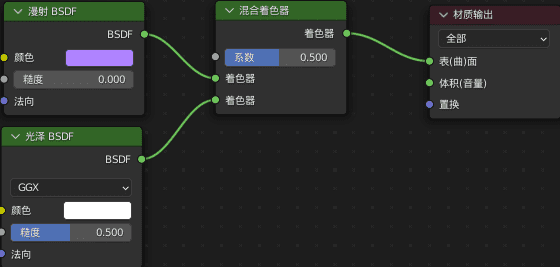 漫射 BSDF
BSDF
颜色
糙度 0.000
法向
光泽 BSDF
BSDF
GGX
颜色
糙度 0.500
法向
混合着色器
着色器
系数 0.500
着色器
着色器
材质输出
全部
表(曲)面
体积(音量)
置换